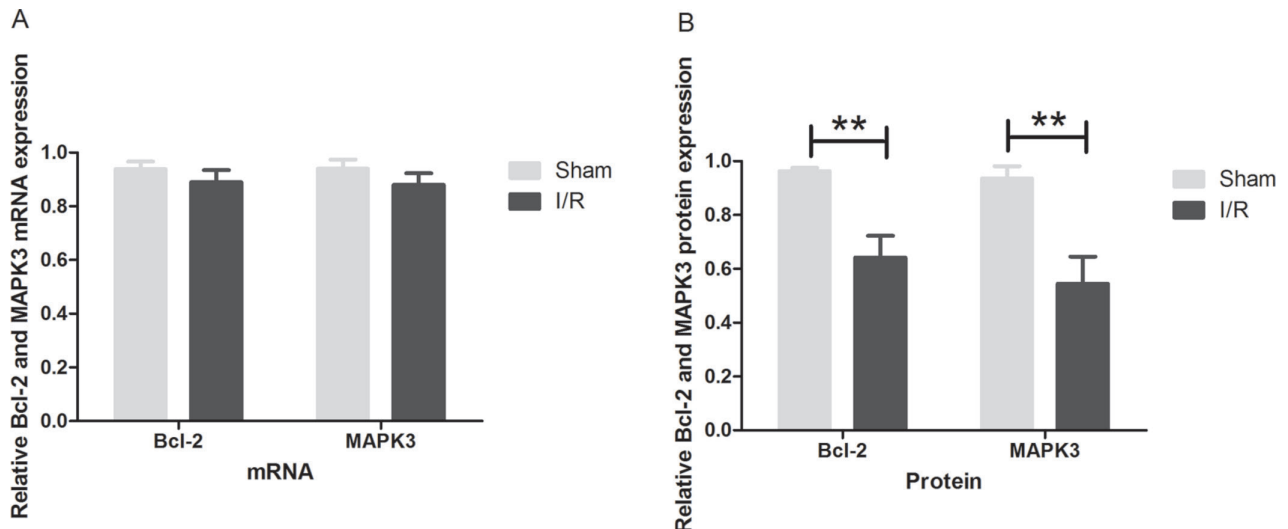 A
Relative Bcl-2 and MAPK3 mRNA expression
1.0
0.8
0.6
0.4
0.2
0.0
Bcl-2 MAPK3
mRNA
Sham
I/R
B
Relative Bcl-2 and MAPK3 protein expression
** **
1.0
0.8
0.6
0.4
0.2
0.0
Bcl-2 MAPK3
Protein
Sham
I/R